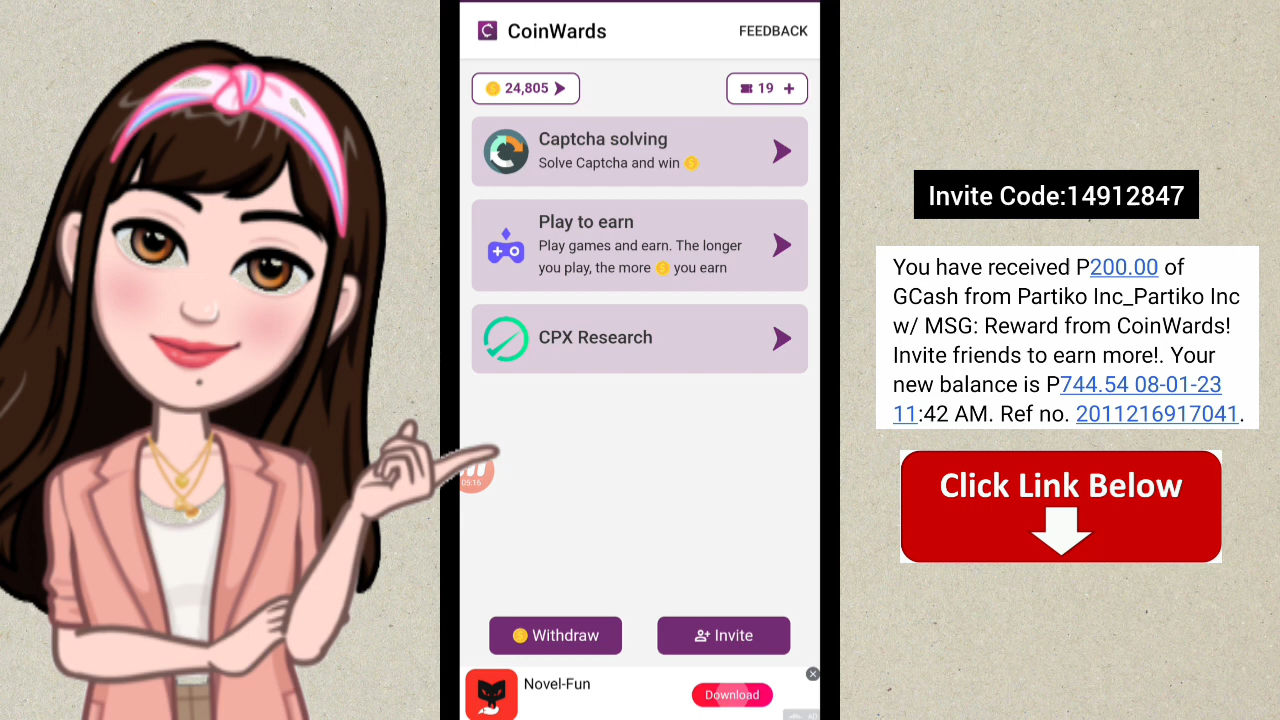 CoinWards
FEEDBACK
24,805
19 +
Captcha solving
Solve Captcha and win
Play to earn
Play games and earn. The longer
you play, the more you earn
CPX Research
05:16
Withdraw
Invite
Novel-Fun
Download
Invite Code:14912847
You have received P200.00 of
GCash from Partiko Inc_Partiko Inc
w/ MSG: Reward from CoinWards!
Invite friends to earn more!. Your
new balance is P744.54 08-01-23
11:42 AM. Ref no. 2011216917041.
Click Link Below